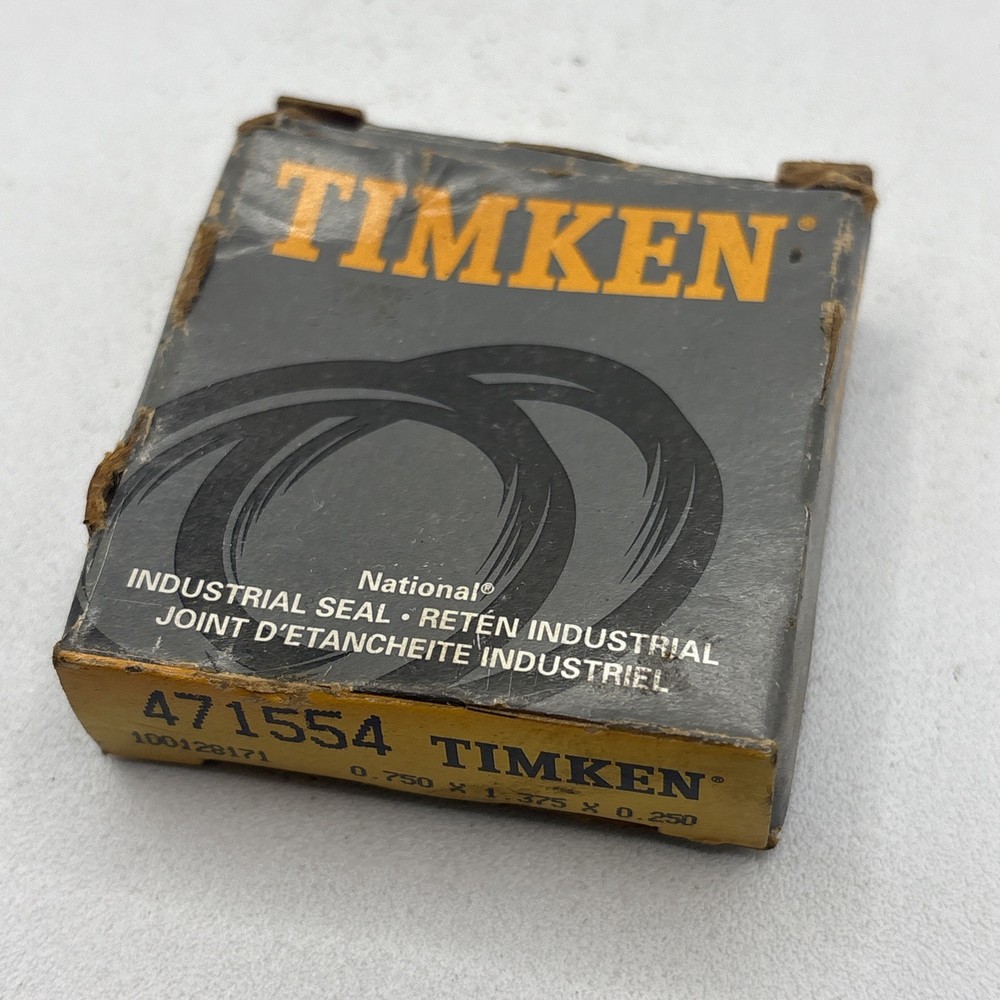 TIMKEN®
National®
INDUSTRIAL SEAL • RETÉN INDUSTRIAL
JOINT D'ETANCHEITE INDUSTRIEL
471554 TIMKEN®
100128171
0.750 X 1.375 X 0.250